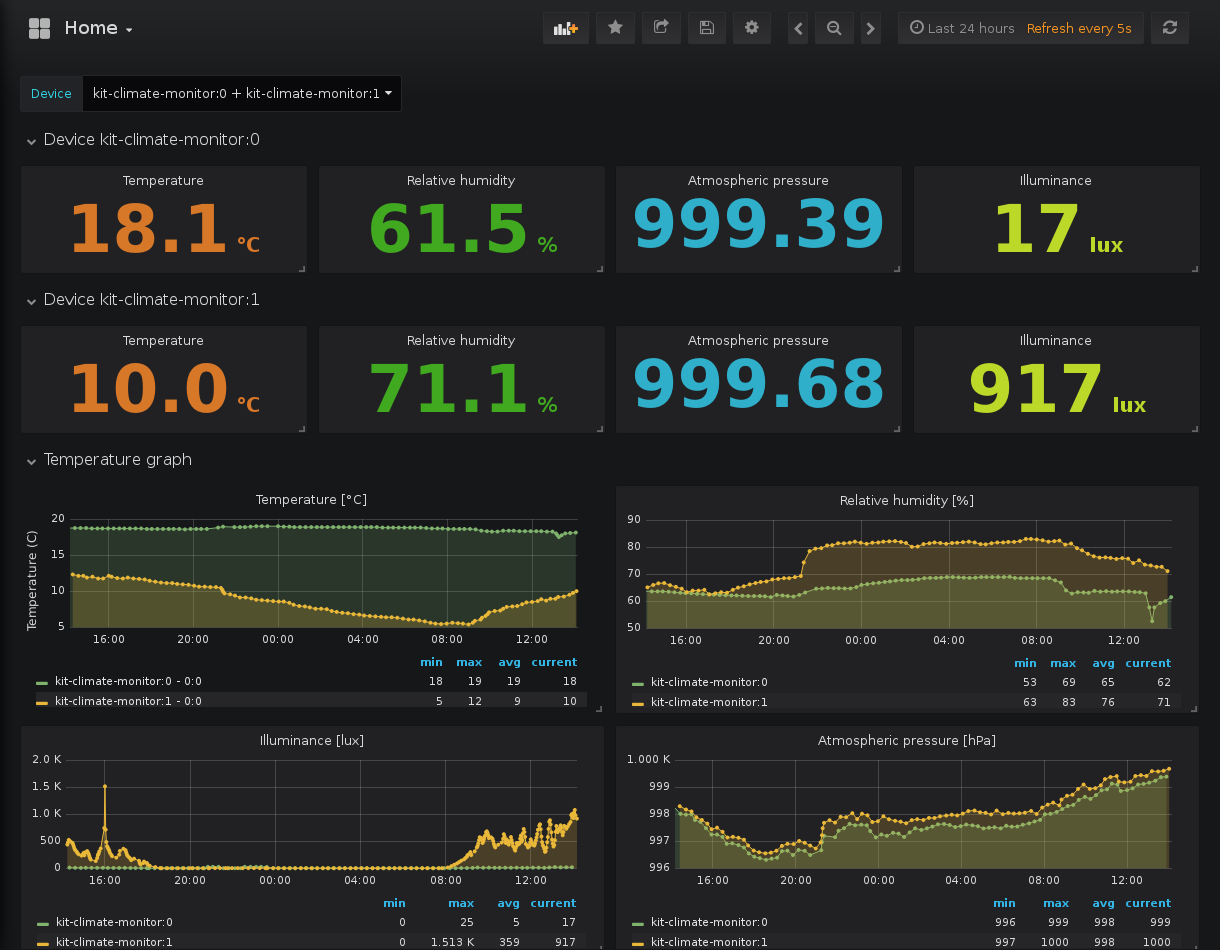 Home
Last 24 hours Refresh every 5s
Device kit-climate-monitor:0 + kit-climate-monitor:1
Device kit-climate-monitor:0
Temperature Relative humidity Atmospheric pressure Illuminance
18.1 °C 61.5 % 999.39 17 lux
Device kit-climate-monitor:1
Temperature Relative humidity Atmospheric pressure Illuminance
10.0 °C 71.1 % 999.68 917 lux
Temperature graph
Temperature [°C]
Temperature (C)
20
15
10
5
16:00 20:00 00:00 04:00 08:00 12:00
min max avg current
kit-climate-monitor:0 - 0:0 18 19 19 18
kit-climate-monitor:1 - 0:0 5 12 9 10
Relative humidity [%]
90
80
70
60
50
16:00 20:00 00:00 04:00 08:00 12:00
min max avg current
kit-climate-monitor:0 53 69 65 62
kit-climate-monitor:1 63 83 76 71
Illuminance [lux]
2.0 K
1.5 K
1.0 K
500
0
16:00 20:00 00:00 04:00 08:00 12:00
min max avg current
kit-climate-monitor:0 0 25 5 17
kit-climate-monitor:1 0 1.513 K 359 917
Atmospheric pressure [hPa]
1.000 K
999
998
997
996
16:00 20:00 00:00 04:00 08:00 12:00
min max avg current
kit-climate-monitor:0 996 999 998 999
kit-climate-monitor:1 997 1000 998 1000